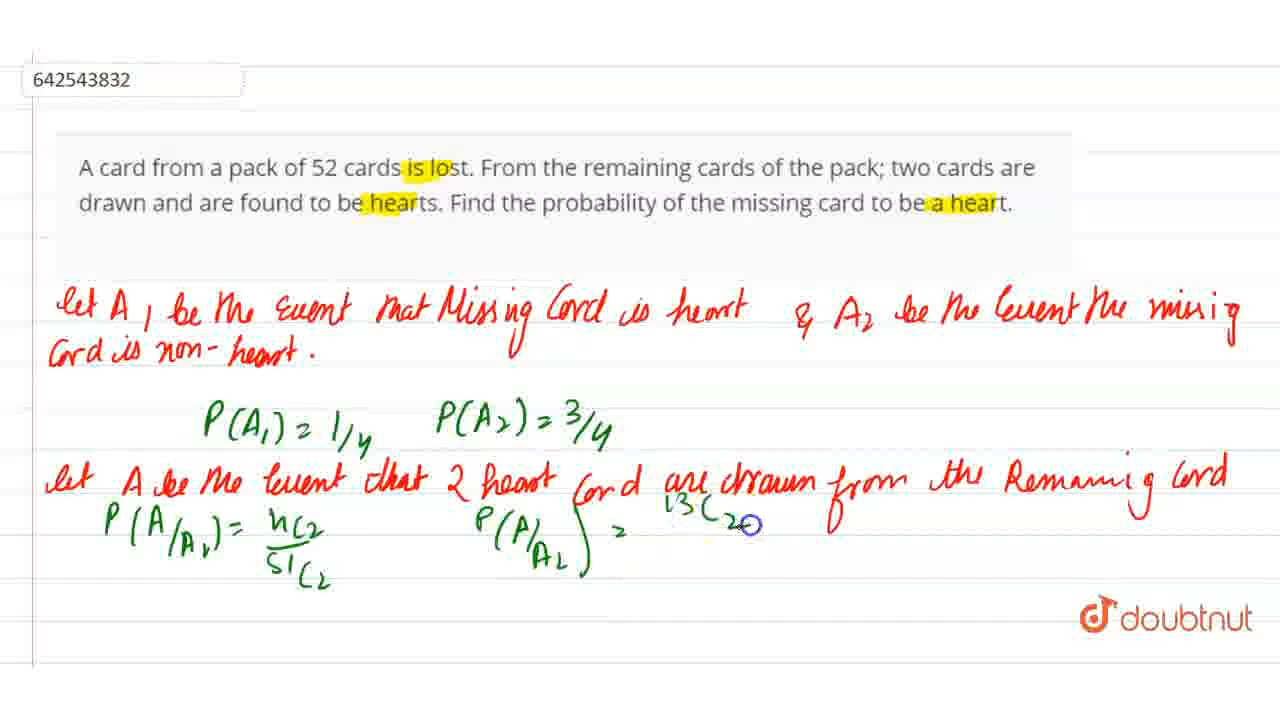 642543832
A card from a pack of 52 cards is lost. From the remaining cards of the pack; two cards are
drawn and are found to be hearts. Find the probability of the missing card to be a heart.
let A1 be the Event that Missing Card is heart & A2 be the Event the missig
Card is non-heart.
P(A1) = 1/4 P(A2) = 3/4
let A be the Event that 2 heart Card are drawn from the Remaining Card
P(A/A1) = C2/51C2 P(A/A2) = 13C2
doubtnut